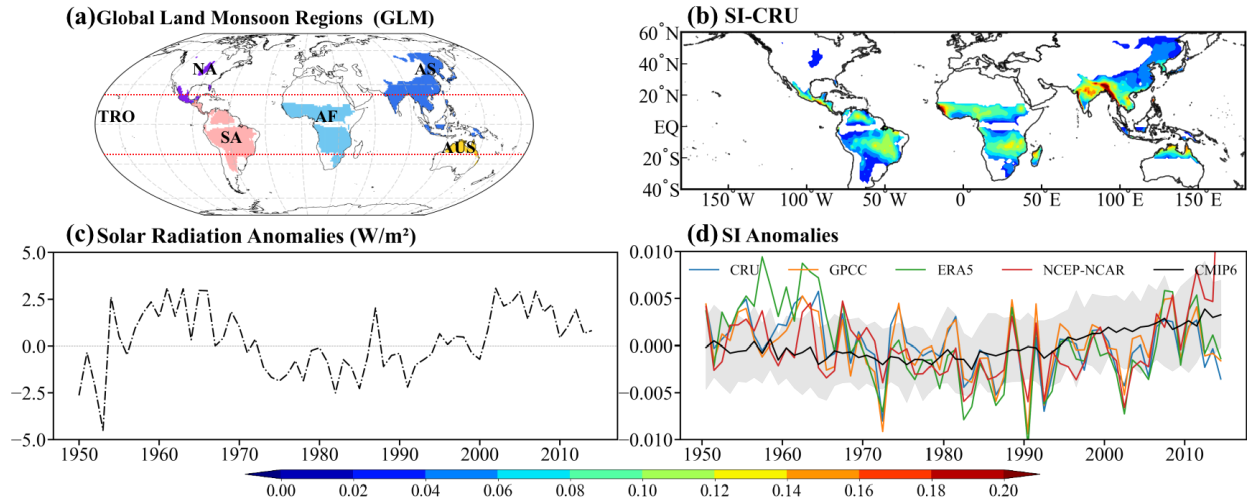 (a) Global Land Monsoon Regions (GLM)
NA
AS
TRO
AF
SA
AUS
(b) SI-CRU
60°N
40°N
20°N
EQ
20°S
40°S
150°W 100°W 50°W 0° 50°E 100°E 150°E
(c) Solar Radiation Anomalies (W/m²)
5.0
2.5
0.0
−2.5
−5.0
1950 1960 1970 1980 1990 2000 2010
(d) SI Anomalies
CRU GPCC ERA5 NCEP-NCAR CMIP6
0.010
0.005
0.000
−0.005
−0.010
1950 1960 1970 1980 1990 2000 2010
0.00 0.02 0.04 0.06 0.08 0.10 0.12 0.14 0.16 0.18 0.20